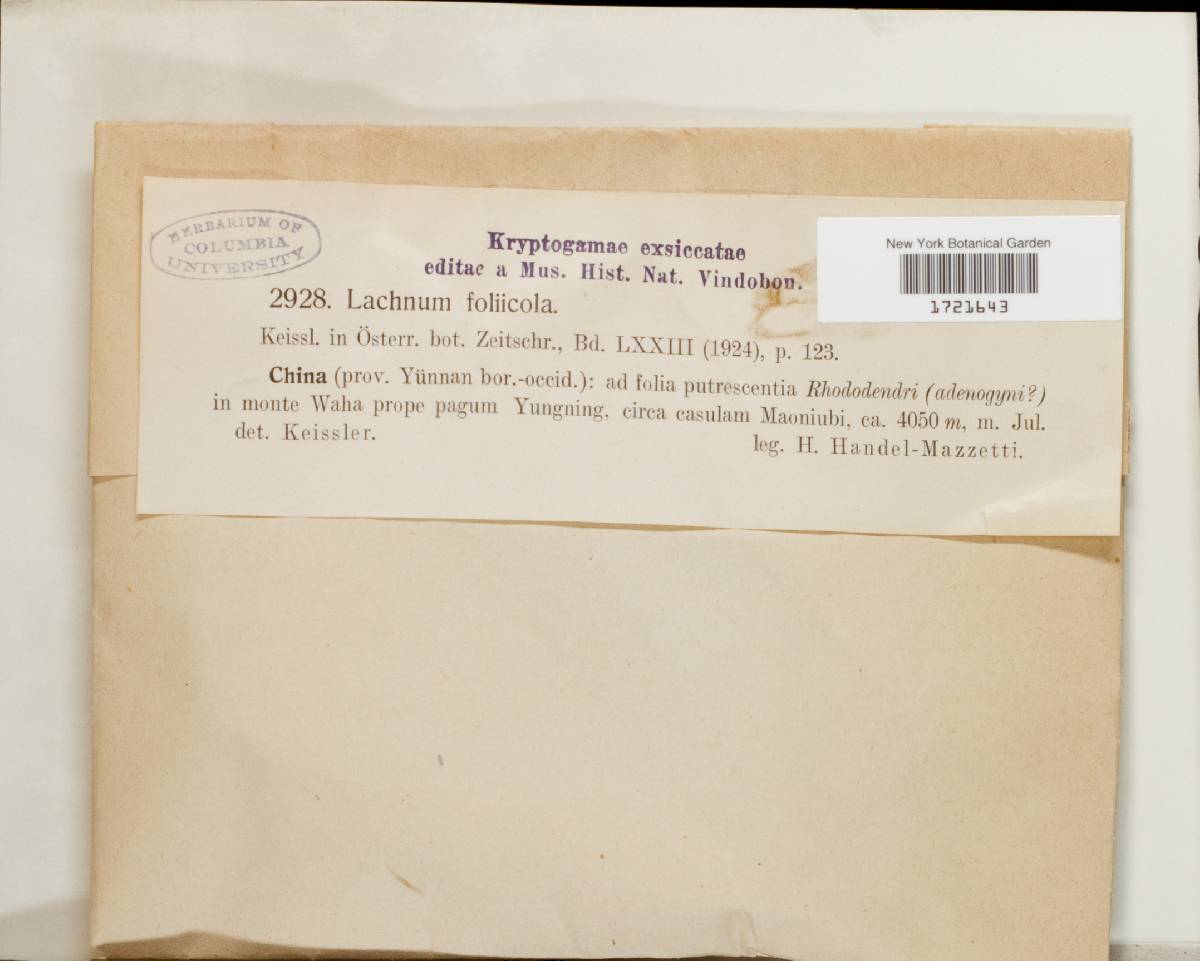 HERBARIUM OF
COLUMBIA
UNIVERSITY
Kryptogamae exsiccatae
editae a Mus. Hist. Nat. Vindobon.
New York Botanical Garden
1721643
2928. Lachnum foliicola.
Keissl. in Österr. bot. Zeitschr., Bd. LXXIII (1924), p. 123.
China (prov. Yünnan bor.-occid.): ad folia putrescentia Rhododendri (adenogyni?)
in monte Waha prope pagum Yungning, circa casulam Maoniubi, ca. 4050 m, m. Jul.
det. Keissler.
leg. H. Handel-Mazzetti.